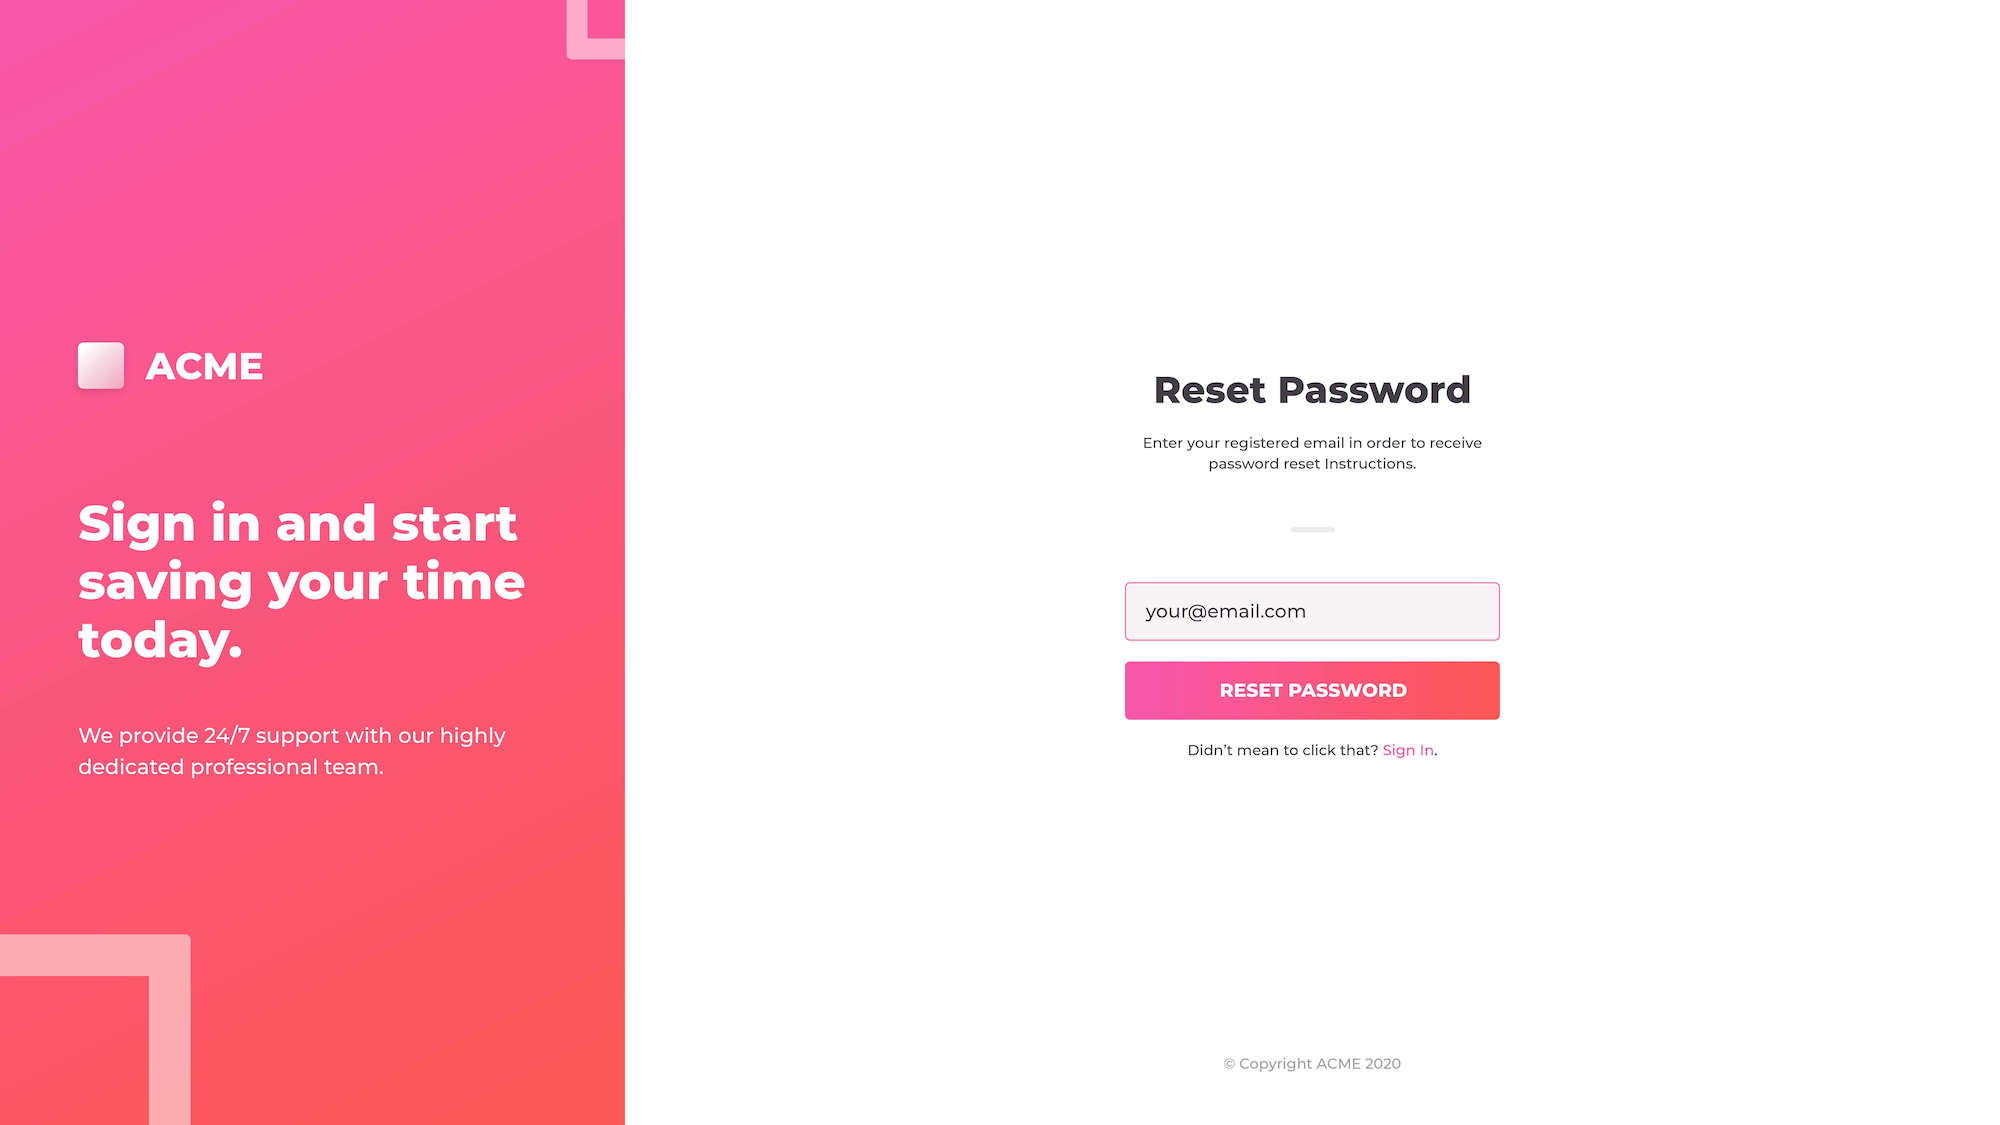 ACME
Sign in and start
saving your time
today.
We provide 24/7 support with our highly
dedicated professional team.
Reset Password
Enter your registered email in order to receive
password reset Instructions.
your@email.com
RESET PASSWORD
Didn’t mean to click that? Sign In.
© Copyright ACME 2020